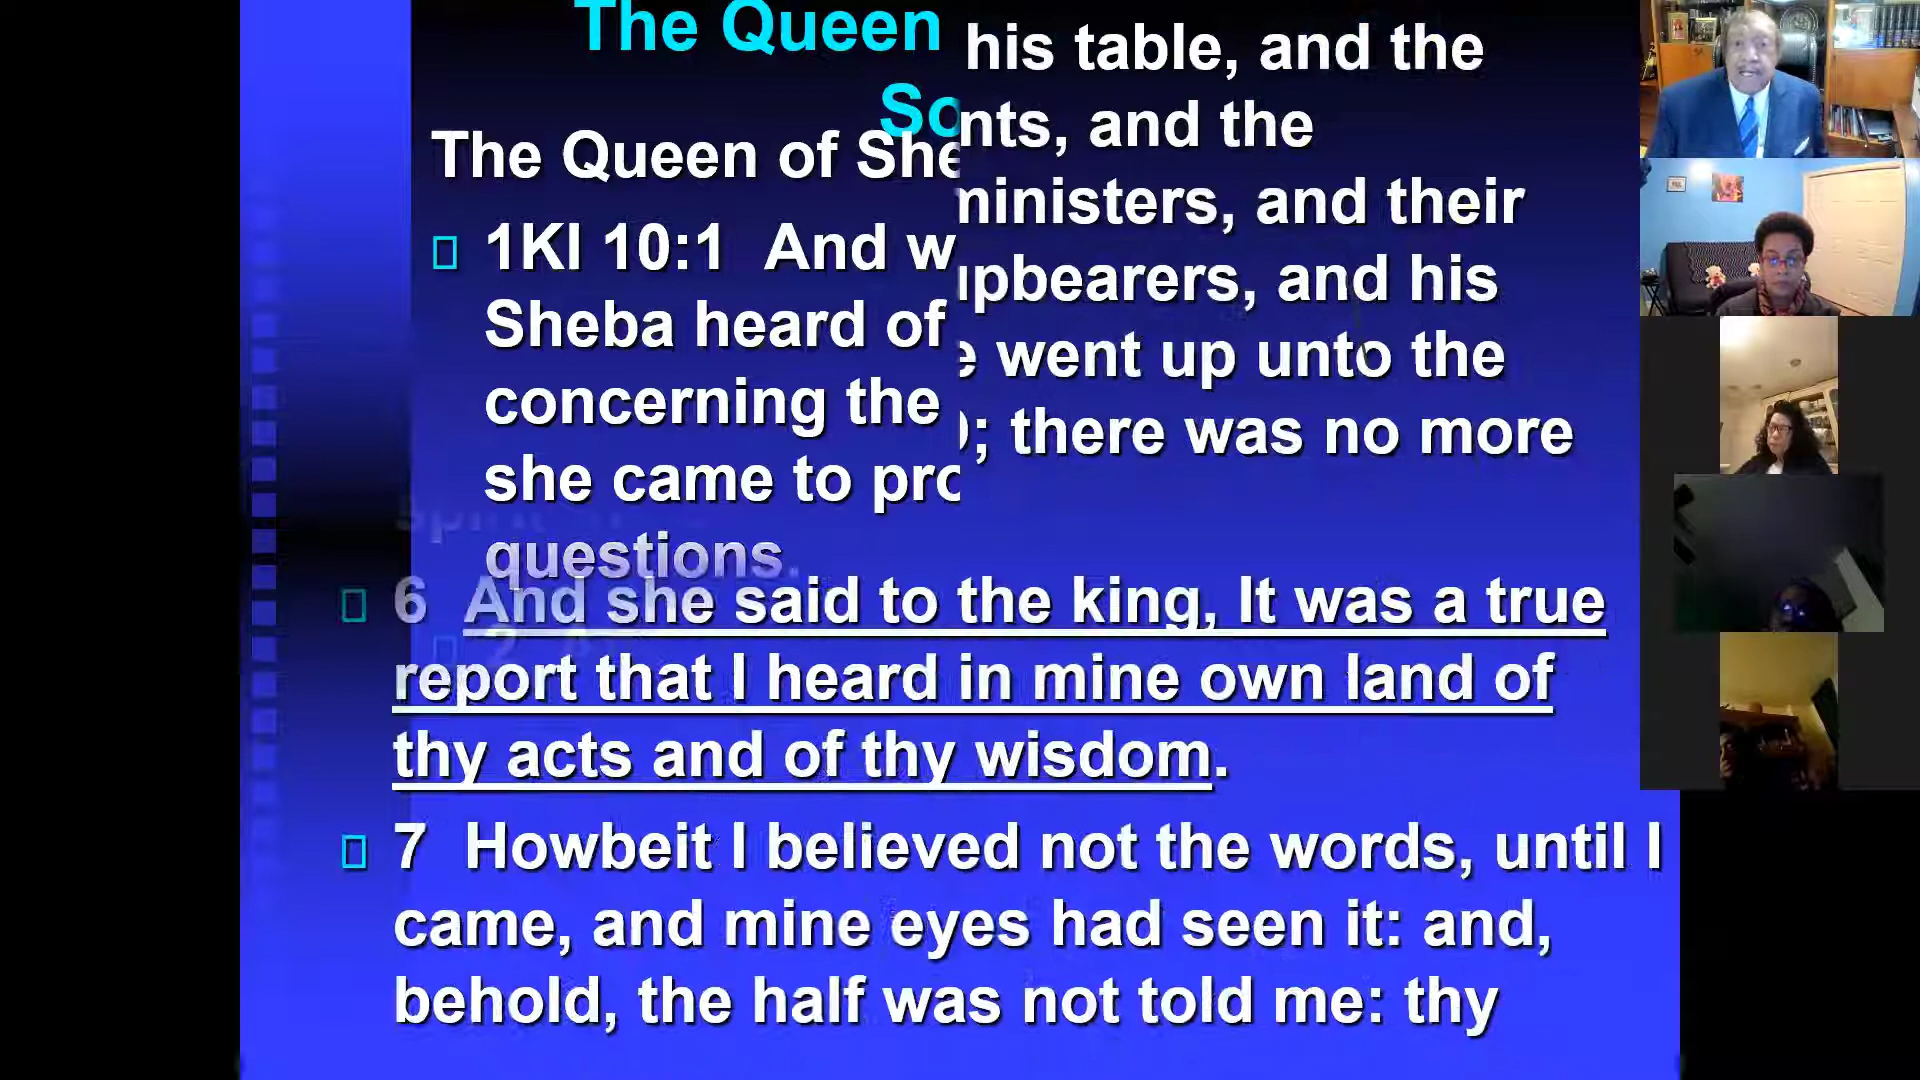 The Queen
So
his table, and the
nts, and the
ministers, and their
upbearers, and his
e went up unto the
; there was no more
The Queen of She
1KI 10:1 And w
Sheba heard of
concerning the
she came to pro
questions.
6 And she said to the king, It was a true
report that I heard in mine own land of
thy acts and of thy wisdom.
7 Howbeit I believed not the words, until I
came, and mine eyes had seen it: and,
behold, the half was not told me: thy